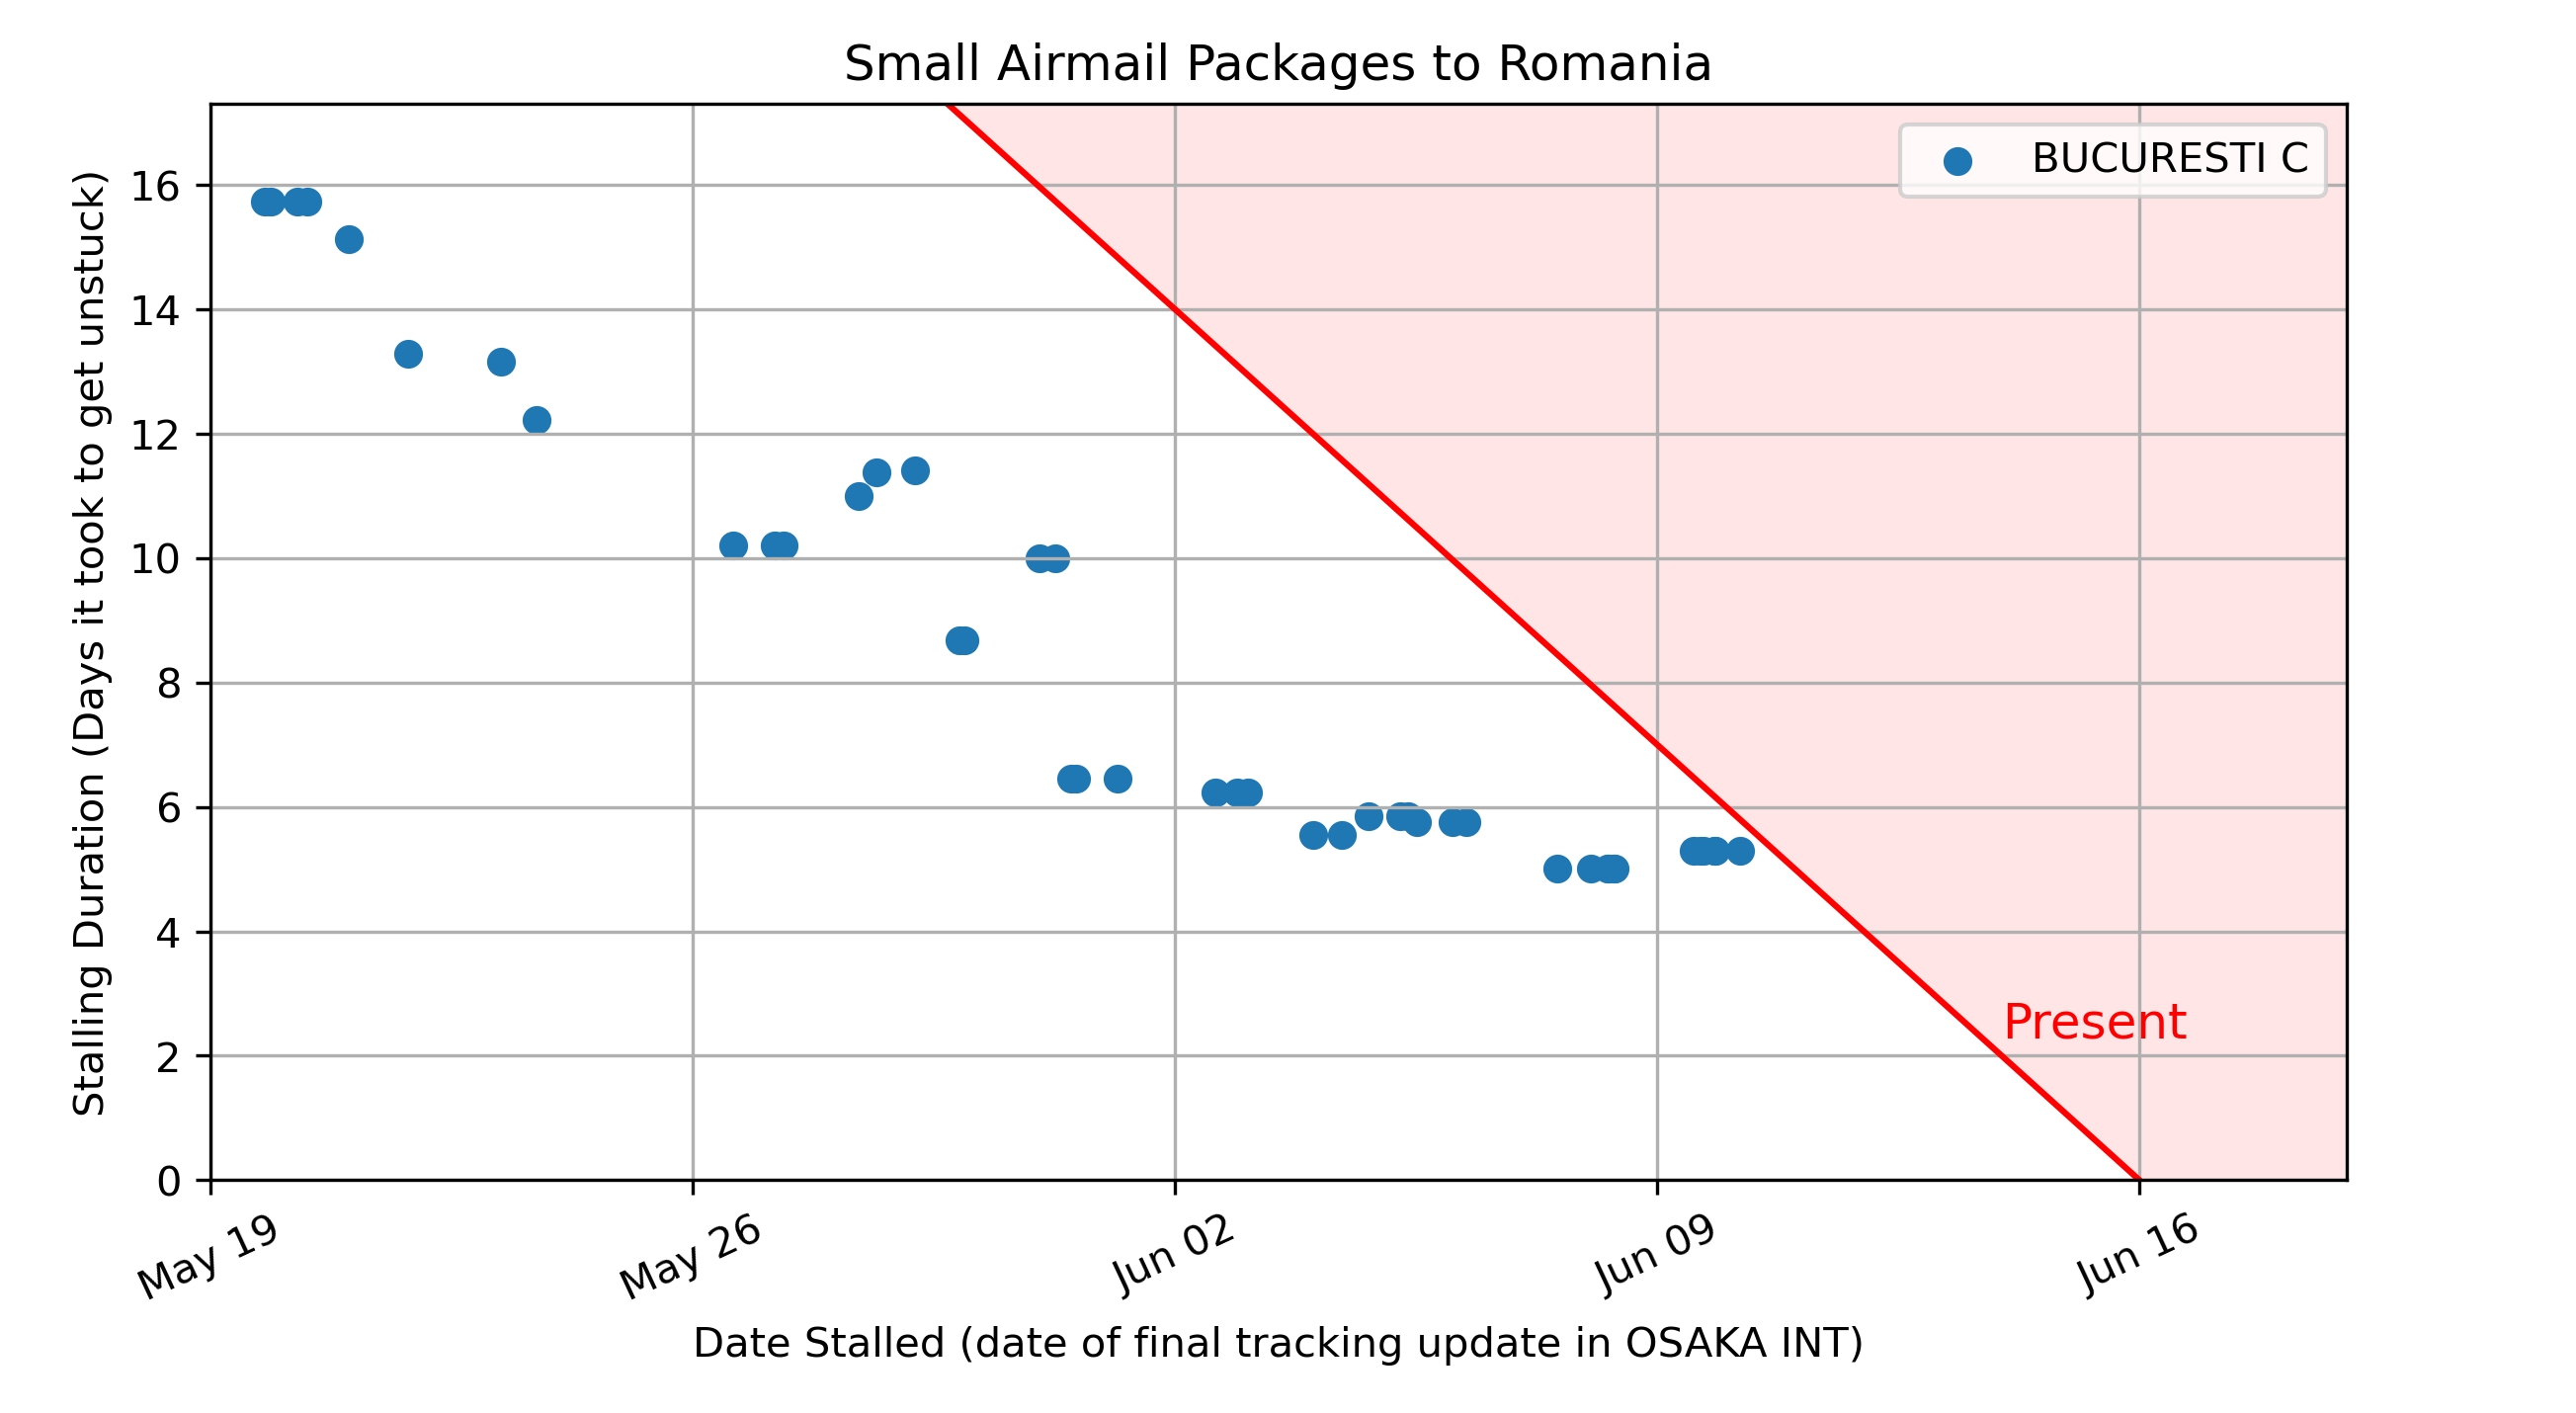 Small Airmail Packages to Romania
BUCURESTI C
Stalling Duration (Days it took to get unstuck)
16
14
12
10
8
6
4
2
0
Present
May 19
May 26
Jun 02
Jun 09
Jun 16
Date Stalled (date of final tracking update in OSAKA INT)